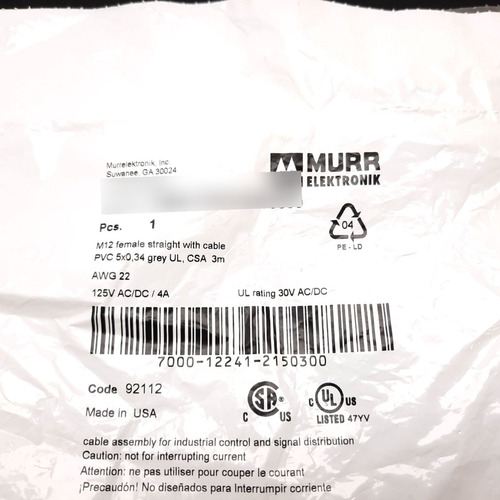 Murrelektronik, Inc.
Suwanee, GA 30024
MURR
ELEKTRONIK
Pcs. 1
04
PE-LD
M12 female straight with cable
PVC 5x0,34 grey UL, CSA 3m
AWG 22
125V AC/DC / 4A UL rating 30V AC/DC
7000-12241-2150300
Code 92112
Made in USA
C SA US
C UL US
LISTED 47YV
cable assembly for industrial control and signal distribution
Caution: not for interrupting current
Attention: ne pas utiliser pour couper le courant
¡Precaución! No diseñados para Interrumpir corriente